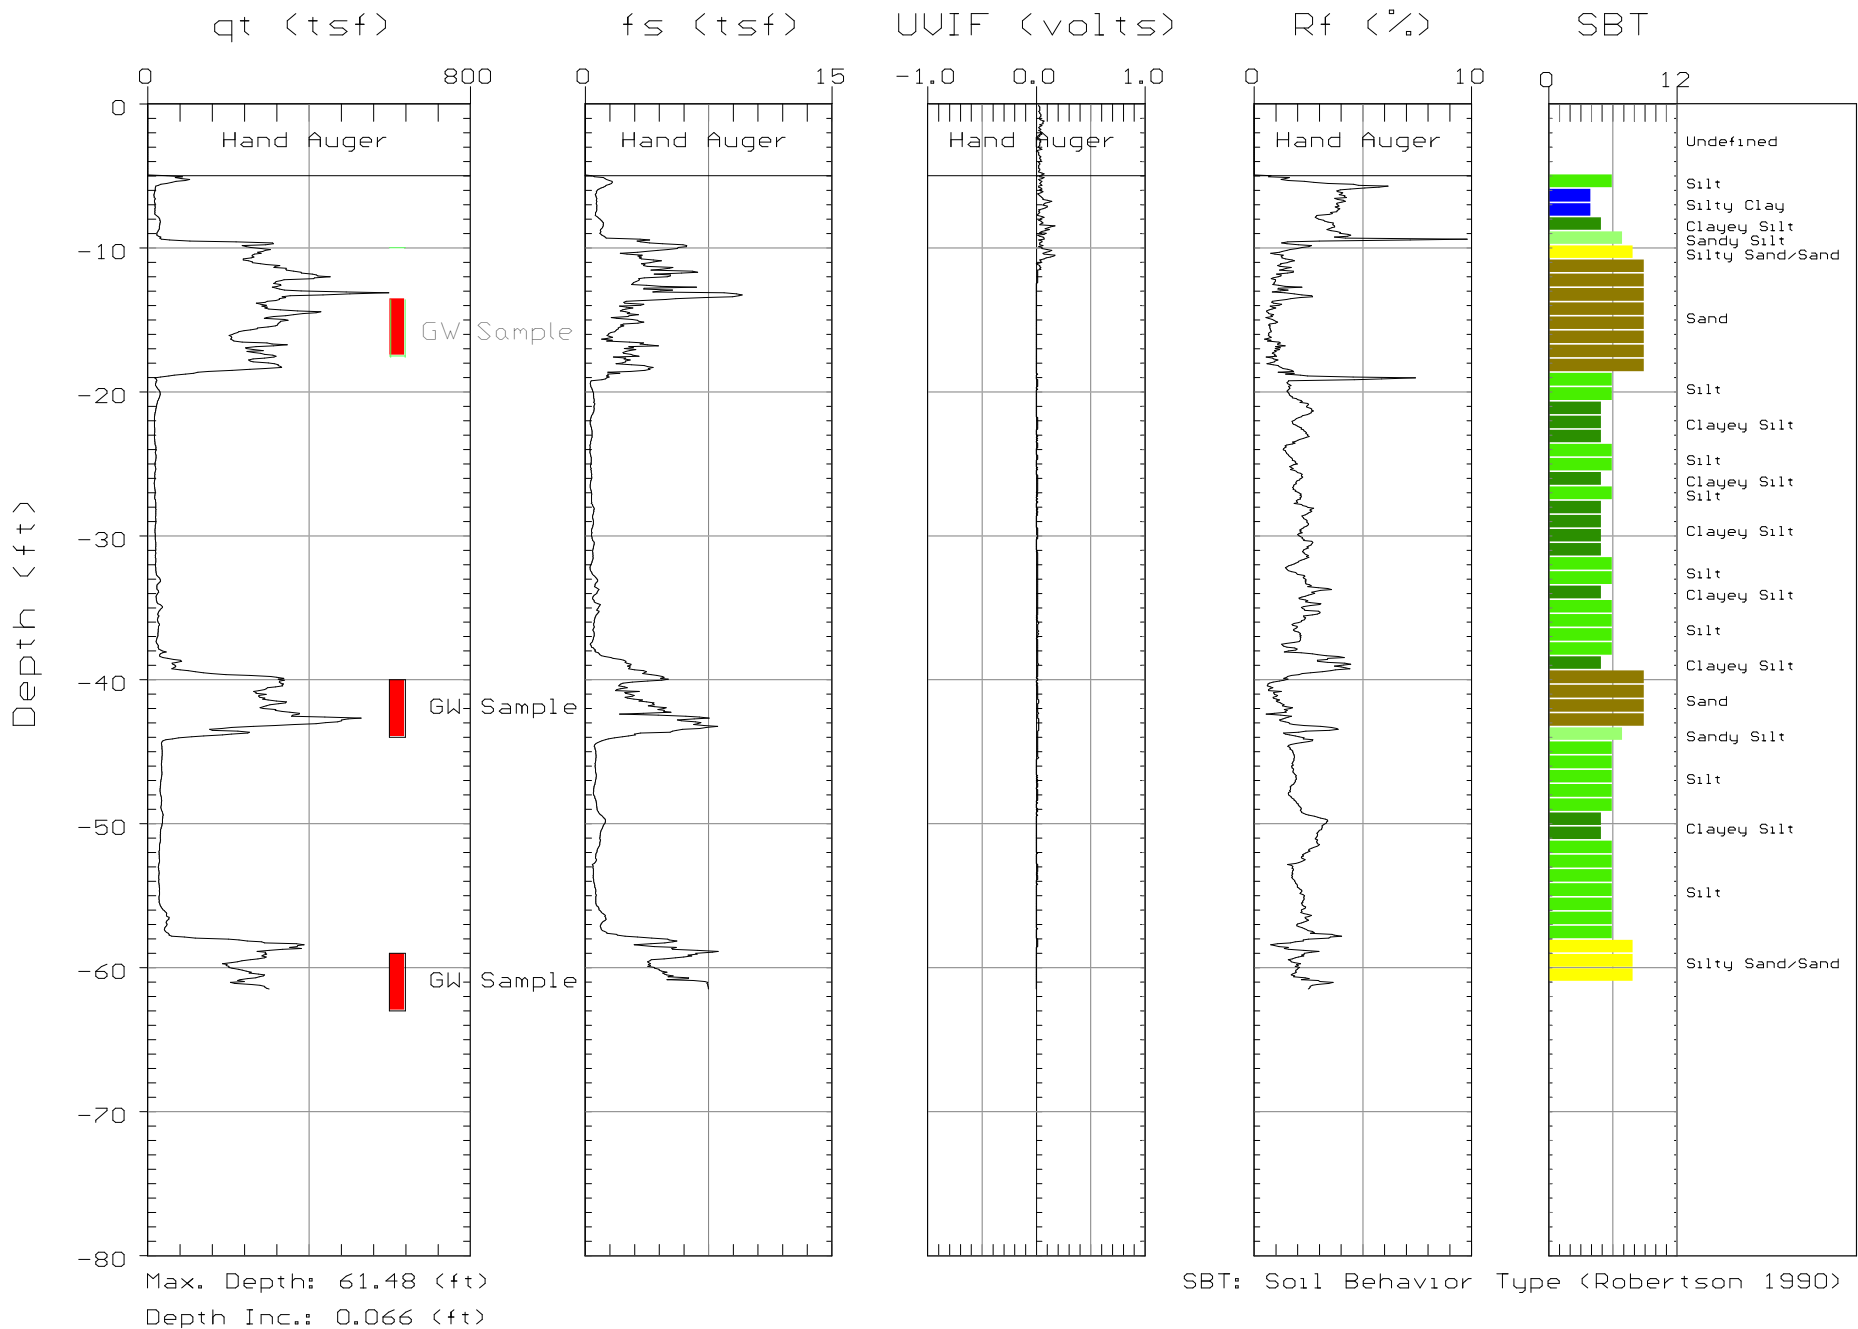 qt (tsf)
fs (tsf)
UVIF (volts)
Rf (%)
SBT
0 800
0 15
-1.0 0.0 1.0
0 10
0 12
Hand Auger
Hand Auger
Hand Auger
Hand Auger
Depth (ft)
0
-10
-20
-30
-40
-50
-60
-70
-80
GW Sample
GW Sample
GW Sample
Undefined
Silt
Silty Clay
Clayey Silt
Sandy Silt
Silty Sand/Sand
Sand
Silt
Clayey Silt
Silt
Clayey Silt
Silt
Clayey Silt
Silt
Clayey Silt
Silt
Clayey Silt
Sand
Sandy Silt
Silt
Clayey Silt
Silt
Silty Sand/Sand
Max. Depth: 61.48 (ft)
Depth Inc.: 0.066 (ft)
SBT: Soil Behavior Type (Robertson 1990)